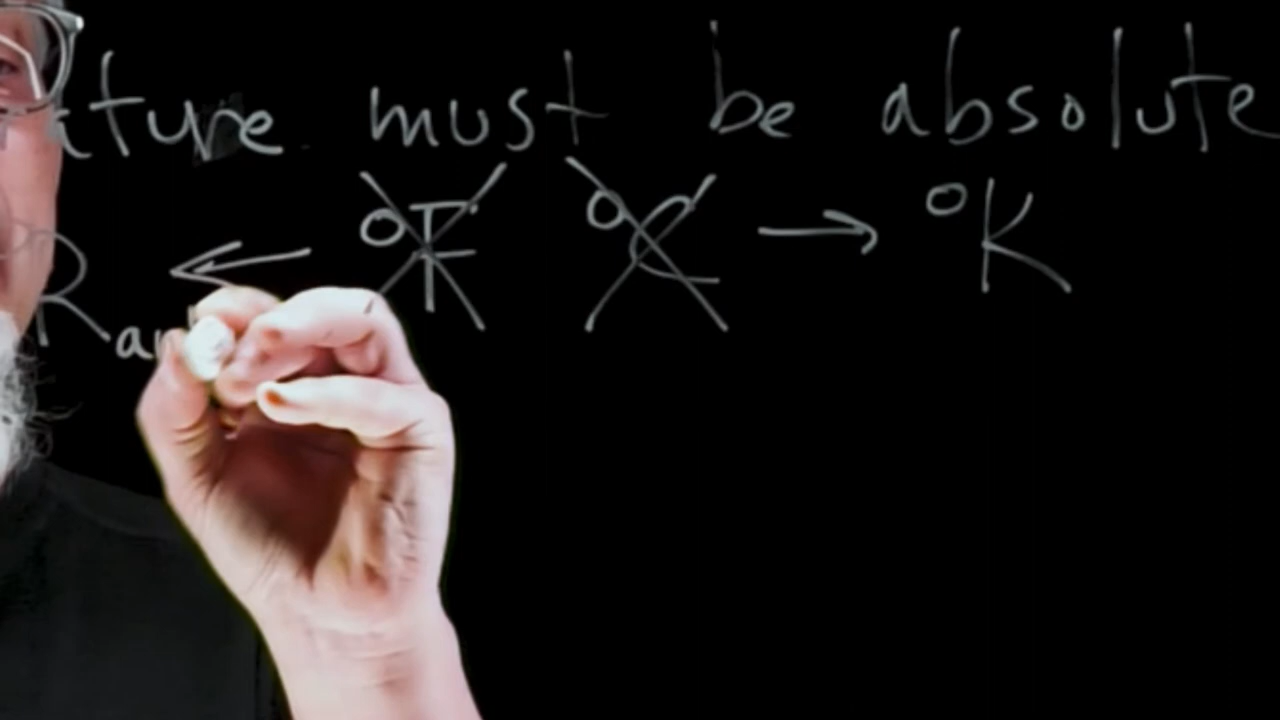 ature must be absolute
R ← °F °C → °K